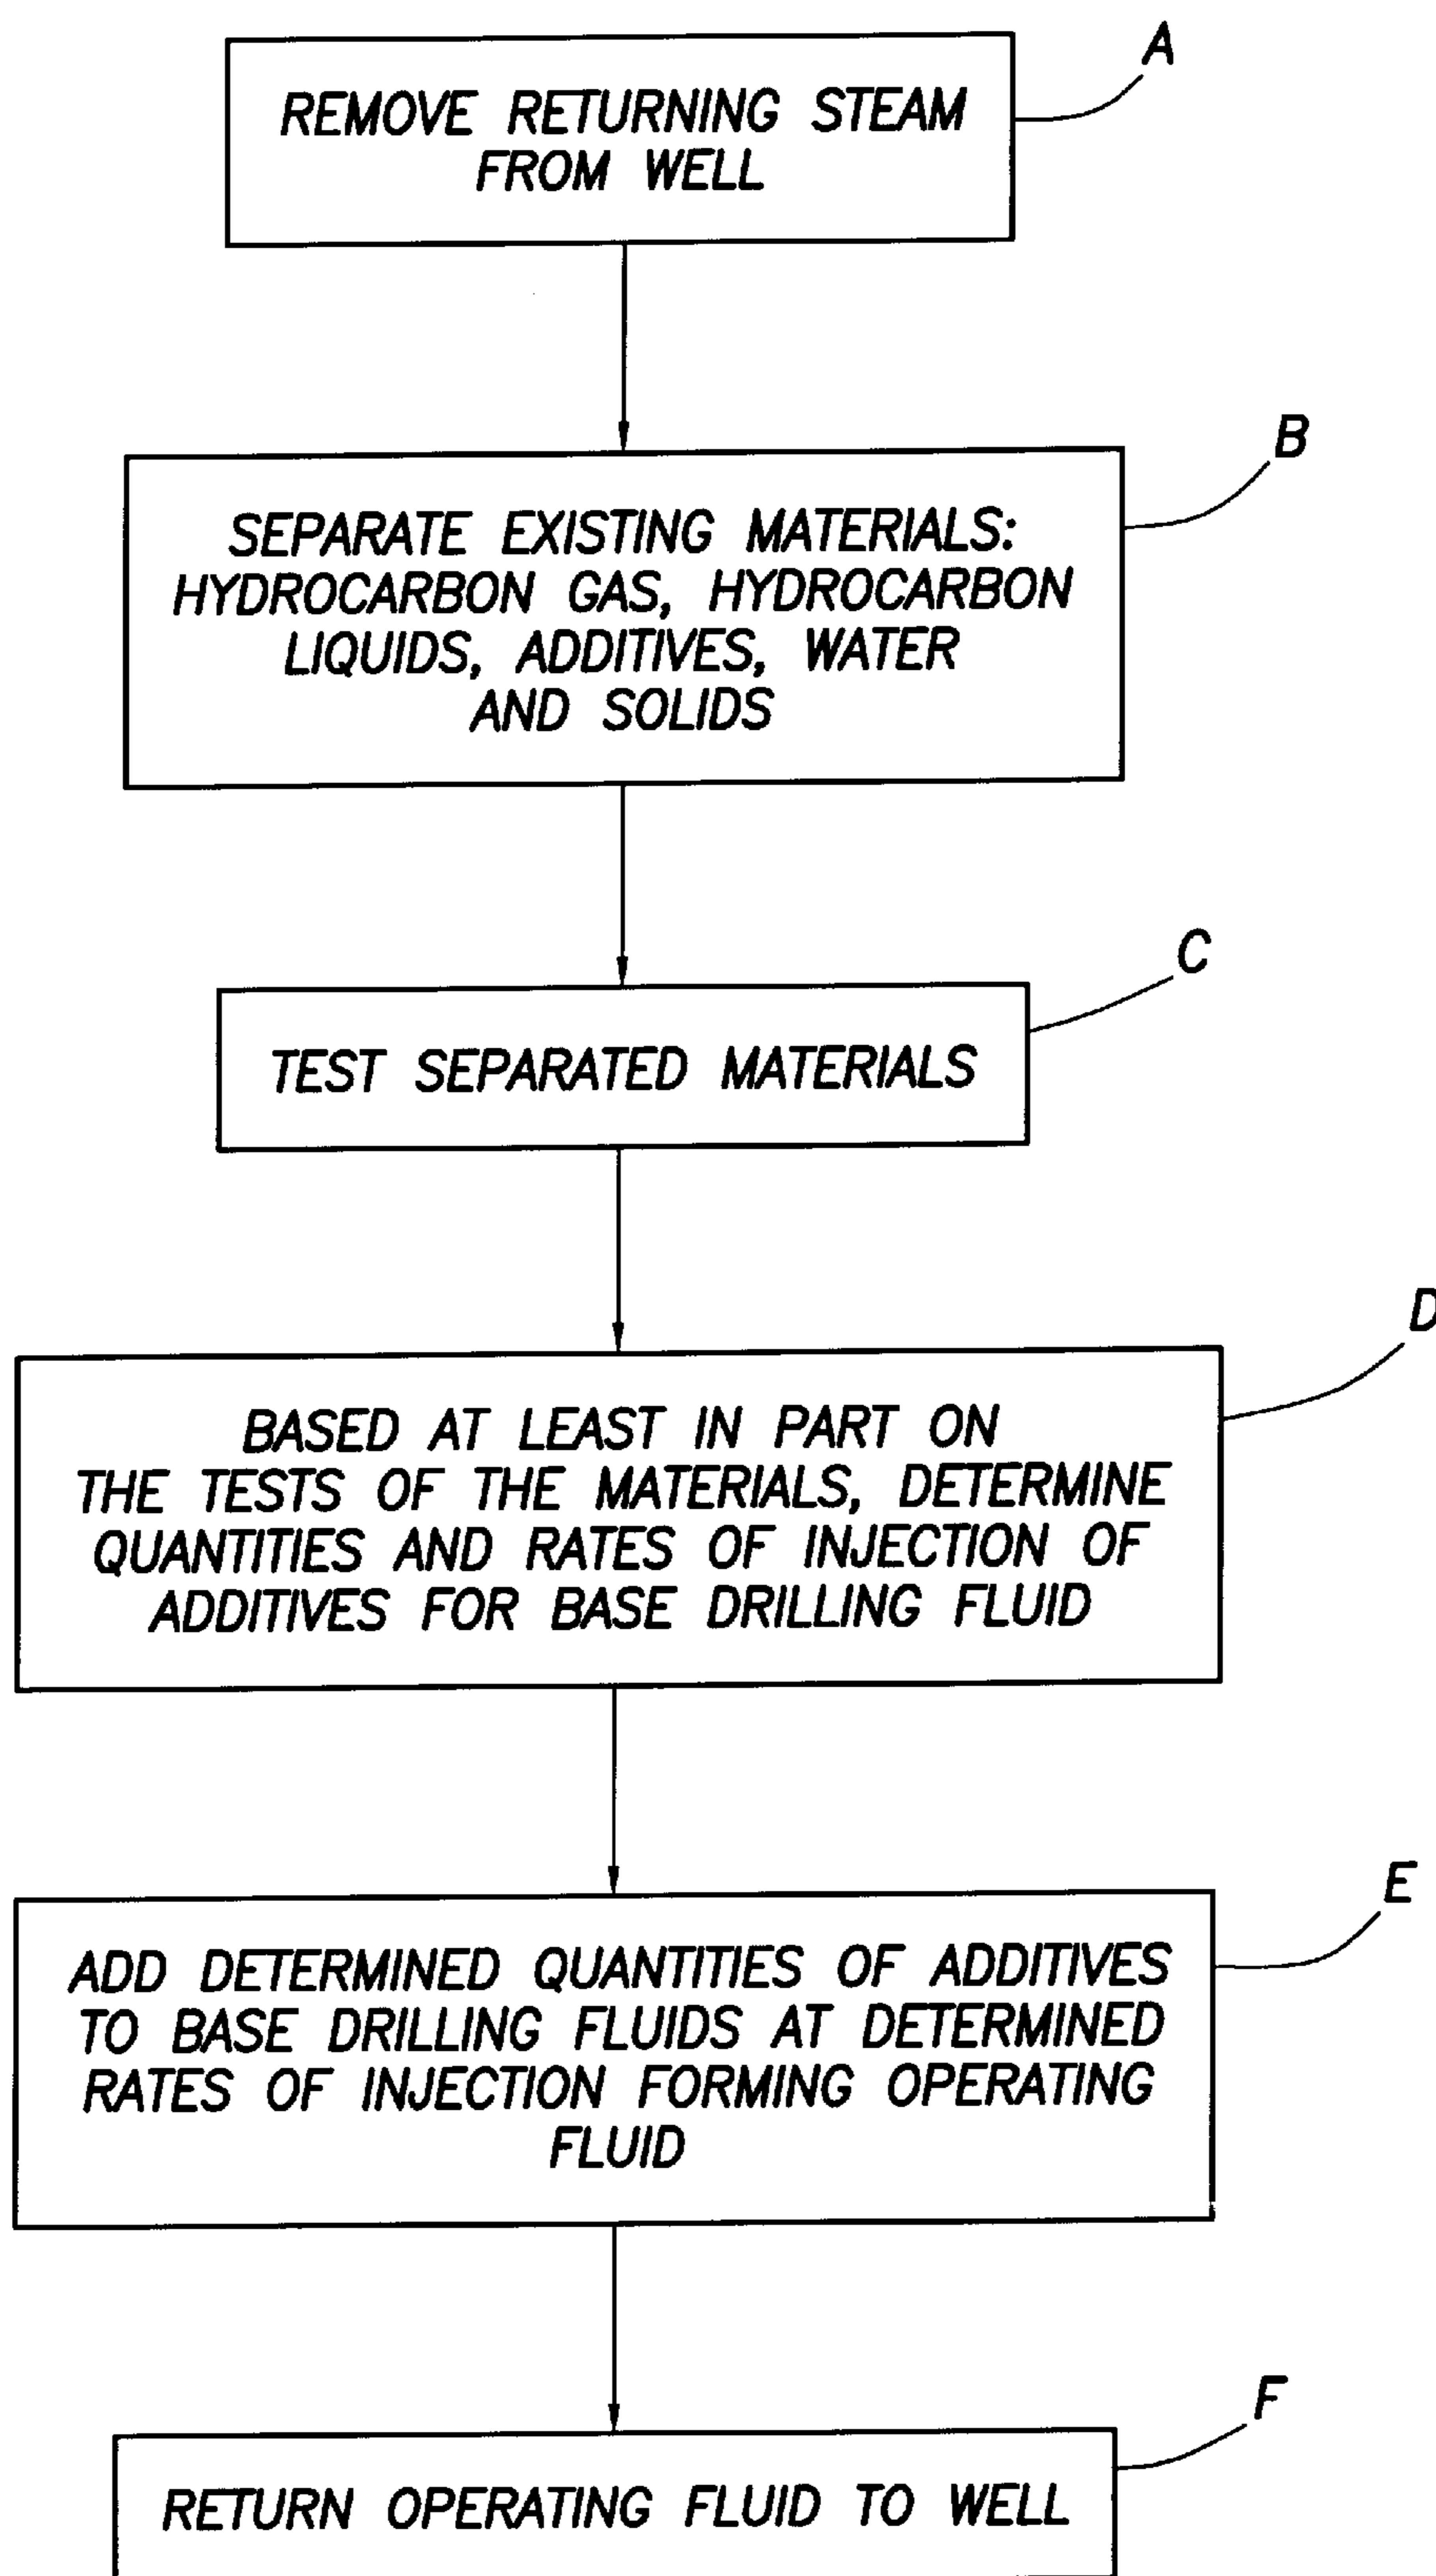 A
REMOVE RETURNING STEAM
FROM WELL
B
SEPARATE EXISTING MATERIALS:
HYDROCARBON GAS, HYDROCARBON
LIQUIDS, ADDITIVES, WATER
AND SOLIDS
C
TEST SEPARATED MATERIALS
D
BASED AT LEAST IN PART ON
THE TESTS OF THE MATERIALS, DETERMINE
QUANTITIES AND RATES OF INJECTION OF
ADDITIVES FOR BASE DRILLING FLUID
E
ADD DETERMINED QUANTITIES OF ADDITIVES
TO BASE DRILLING FLUIDS AT DETERMINED
RATES OF INJECTION FORMING OPERATING
FLUID
F
RETURN OPERATING FLUID TO WELL